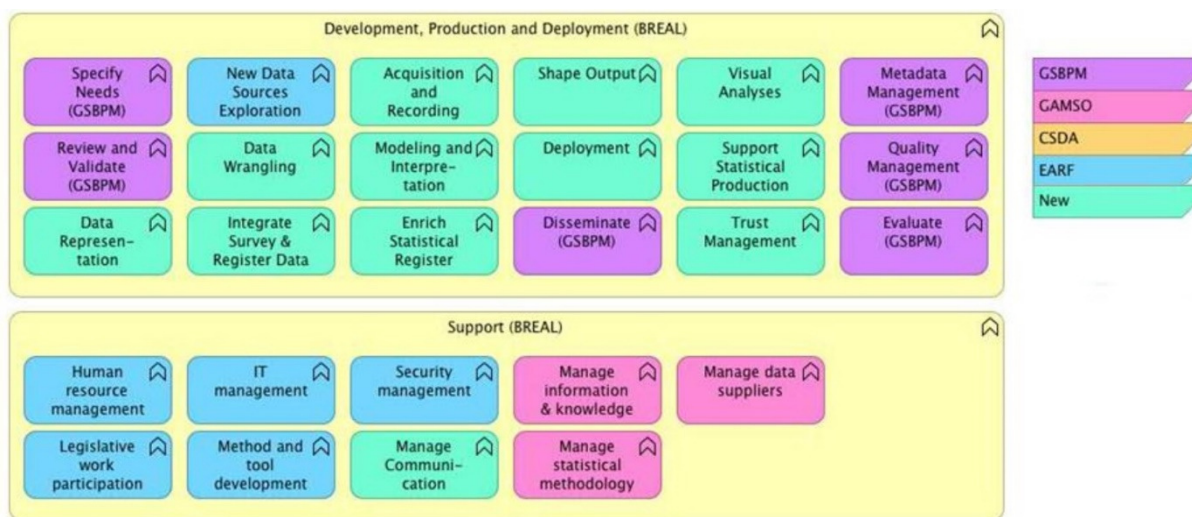 Development, Production and Deployment (BREAL)
Specify
Needs
(GSBPM)
New Data
Sources
Exploration
Acquisition
and
Recording
Shape Output
Visual
Analyses
Metadata
Management
(GSBPM)
Review and
Validate
(GSBPM)
Data
Wrangling
Modeling and
Interpre-
tation
Deployment
Support
Statistical
Production
Quality
Management
(GSBPM)
Data
Represen-
tation
Integrate
Survey &
Register Data
Enrich
Statistical
Register
Disseminate
(GSBPM)
Trust
Management
Evaluate
(GSBPM)
GSBPM
GAMSO
CSDA
EARF
New
Support (BREAL)
Human
resource
management
IT
management
Security
management
Manage
information
& knowledge
Manage data
suppliers
Legislative
work
participation
Method and
tool
development
Manage
Communi-
cation
Manage
statistical
methodology